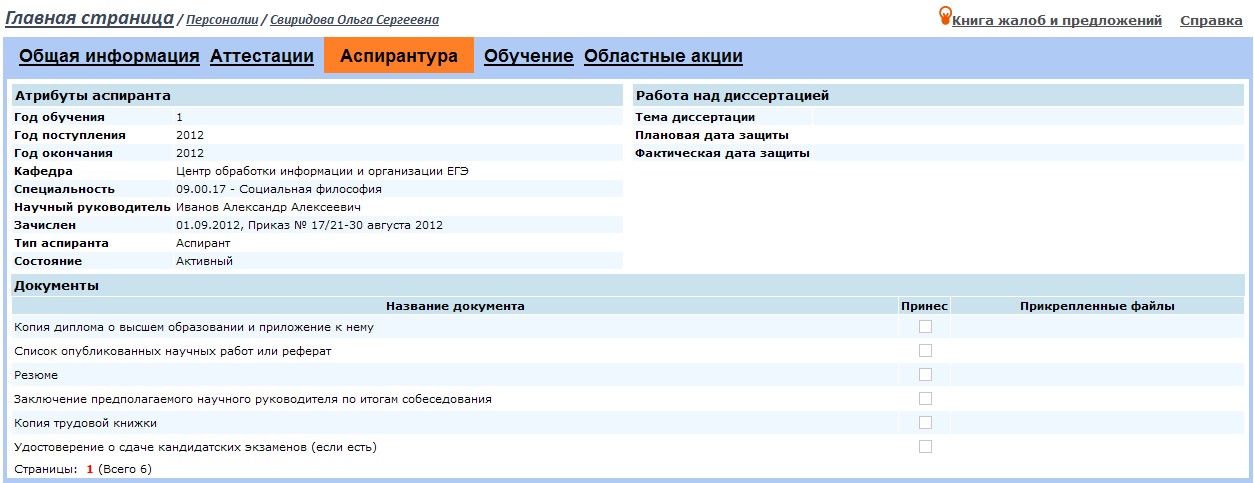 Главная страница / Персоналии / Свиридова Ольга Сергеевна
Книга жалоб и предложений Справка
Общая информация Аттестации Аспирантура Обучение Областные акции
Атрибуты аспиранта
Год обучения 1
Год поступления 2012
Год окончания 2012
Кафедра Центр обработки информации и организации ЕГЭ
Специальность 09.00.17 - Социальная философия
Научный руководитель Иванов Александр Алексеевич
Зачислен 01.09.2012, Приказ № 17/21-30 августа 2012
Тип аспиранта Аспирант
Состояние Активный
Работа над диссертацией
Тема диссертации
Плановая дата защиты
Фактическая дата защиты
Документы
Название документа Принес Прикрепленные файлы
Копия диплома о высшем образовании и приложение к нему
Список опубликованных научных работ или реферат
Резюме
Заключение предполагаемого научного руководителя по итогам собеседования
Копия трудовой книжки
Удостоверение о сдаче кандидатских экзаменов (если есть)
Страницы: 1 (Всего 6)